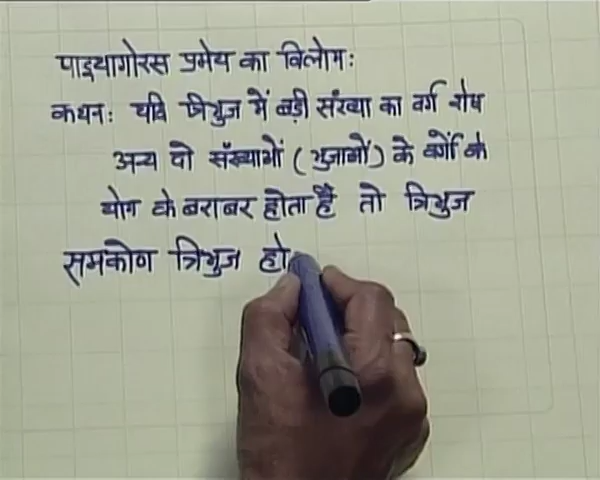 पाइथागोरस प्रमेय का विलोम:
कथन: यदि त्रिभुज में बड़ी संख्या का वर्ग शेष
अन्य दो संख्याओं (भुजाओं) के वर्गों के
योग के बराबर होता है तो त्रिभुज
समकोण त्रिभुज हो